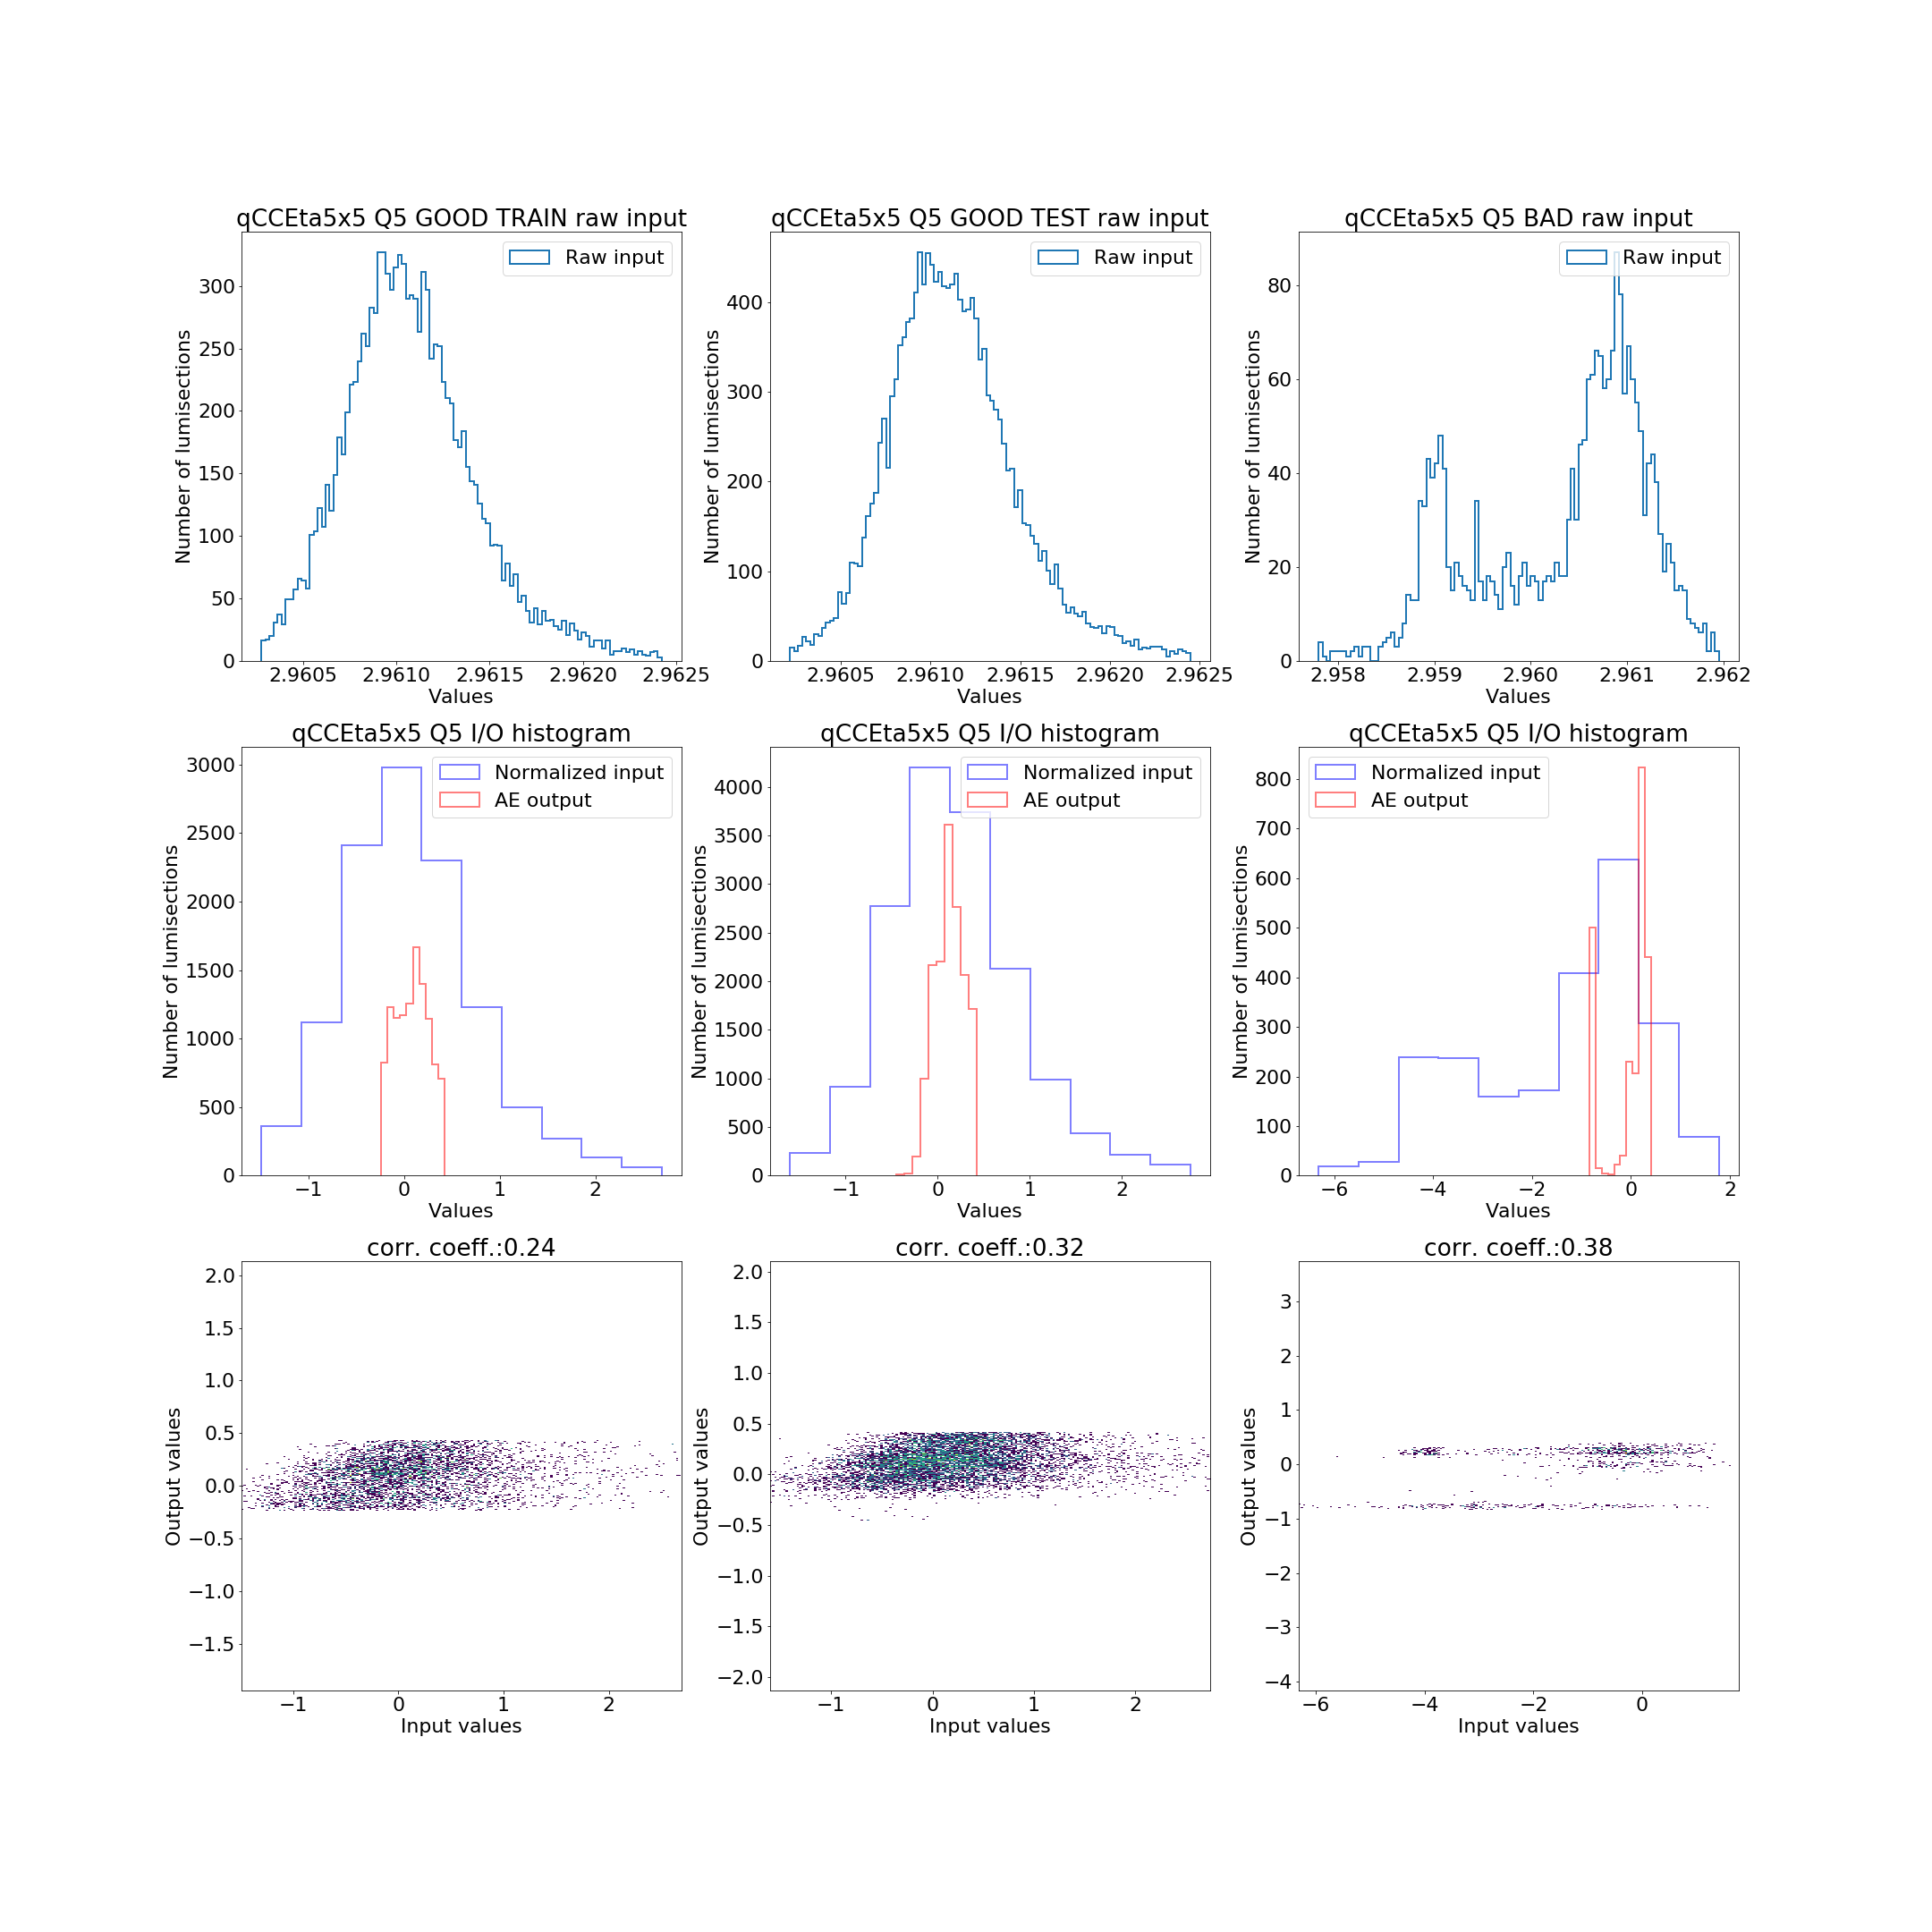 qCCEta5x5 Q5 GOOD TRAIN raw input
Raw input
Number of lumisections
300
250
200
150
100
50
0
2.9605 2.9610 2.9615 2.9620 2.9625
Values
qCCEta5x5 Q5 GOOD TEST raw input
Raw input
Number of lumisections
400
300
200
100
0
2.9605 2.9610 2.9615 2.9620 2.9625
Values
qCCEta5x5 Q5 BAD raw input
Raw input
Number of lumisections
80
60
40
20
0
2.958 2.959 2.960 2.961 2.962
Values
qCCEta5x5 Q5 I/O histogram
Normalized input
AE output
Number of lumisections
3000
2500
2000
1500
1000
500
0
−1 0 1 2
Values
qCCEta5x5 Q5 I/O histogram
Normalized input
AE output
Number of lumisections
4000
3500
3000
2500
2000
1500
1000
500
0
−1 0 1 2
Values
qCCEta5x5 Q5 I/O histogram
Normalized input
AE output
Number of lumisections
800
700
600
500
400
300
200
100
0
−6 −4 −2 0 2
Values
corr. coeff.:0.24
Output values
2.0
1.5
1.0
0.5
0.0
−0.5
−1.0
−1.5
−1 0 1 2
Input values
corr. coeff.:0.32
Output values
2.0
1.5
1.0
0.5
0.0
−0.5
−1.0
−1.5
−2.0
−1 0 1 2
Input values
corr. coeff.:0.38
Output values
3
2
1
0
−1
−2
−3
−4
−6 −4 −2 0
Input values